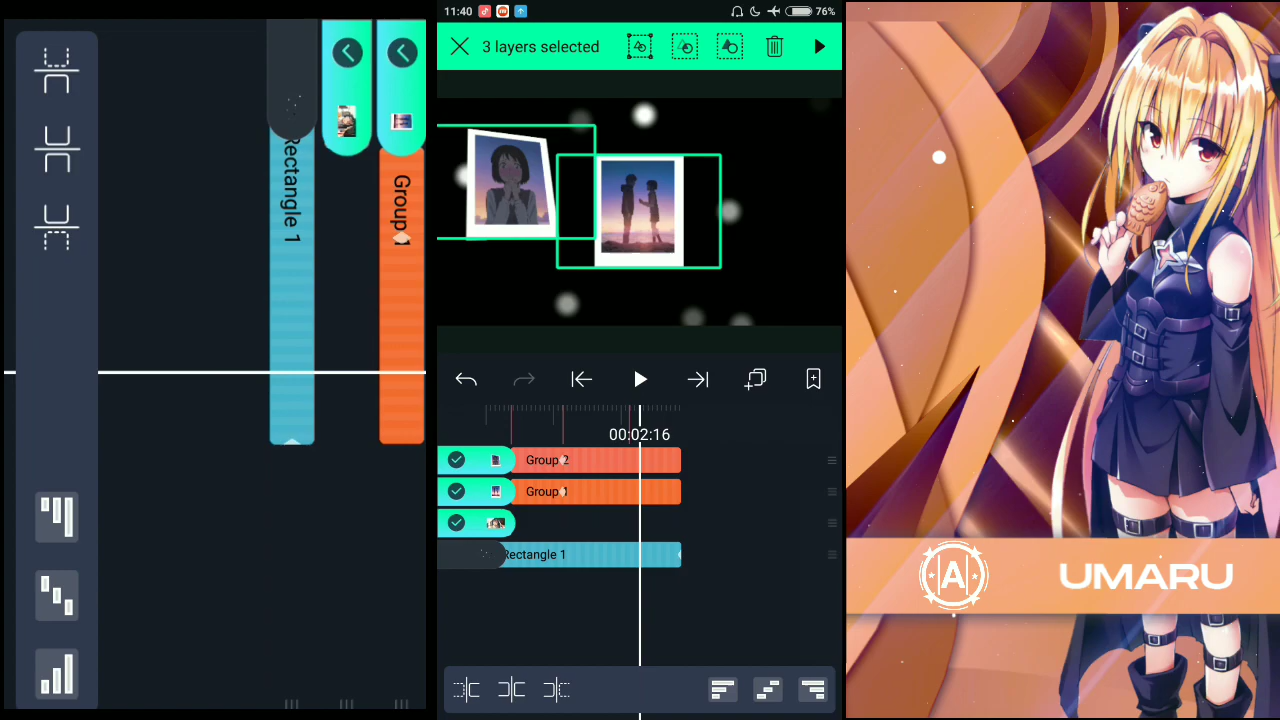 Rectangle 1
Group 1
11:40
76%
3 layers selected
00:02:16
Group 2
Group 1
Rectangle 1
A
UMARU